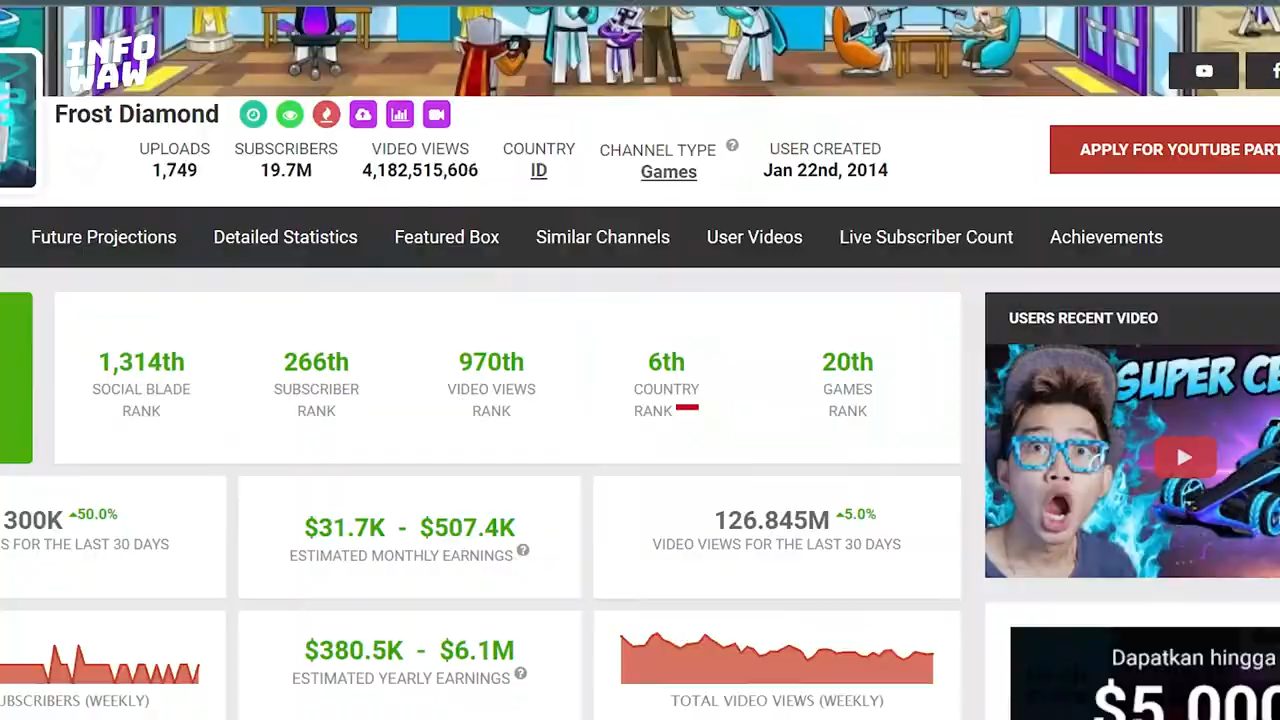 INFO
WAW
Frost Diamond
UPLOADS SUBSCRIBERS VIDEO VIEWS COUNTRY CHANNEL TYPE ? USER CREATED
1,749 19.7M 4,182,515,606 ID Games Jan 22nd, 2014
APPLY FOR YOUTUBE PART
Future Projections Detailed Statistics Featured Box Similar Channels User Videos Live Subscriber Count Achievements
1,314th 266th 970th 6th 20th
SOCIAL BLADE SUBSCRIBER VIDEO VIEWS COUNTRY GAMES
RANK RANK RANK RANK RANK
USERS RECENT VIDEO
SUPER CE
300K 50.0%
S FOR THE LAST 30 DAYS
$31.7K - $507.4K
ESTIMATED MONTHLY EARNINGS ?
126.845M 5.0%
VIDEO VIEWS FOR THE LAST 30 DAYS
$380.5K - $6.1M
ESTIMATED YEARLY EARNINGS ?
UBSCRIBERS (WEEKLY)
TOTAL VIDEO VIEWS (WEEKLY)
Dapatkan hingga
$5.000